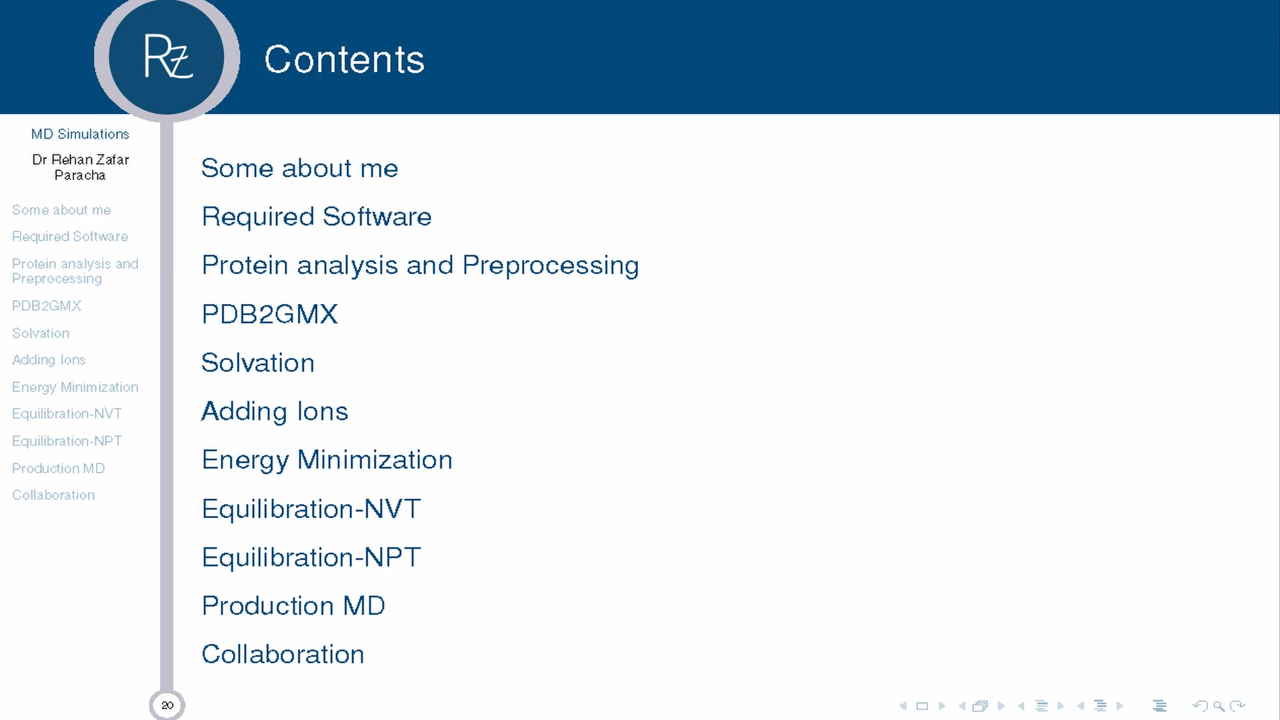 Rz
Contents
MD Simulations
Dr Rehan Zafar
Paracha
Some about me
Required Software
Protein analysis and
Preprocessing
PDB2GMX
Solvation
Adding Ions
Energy Minimization
Equilibration-NVT
Equilibration-NPT
Production MD
Collaboration
Some about me
Required Software
Protein analysis and Preprocessing
PDB2GMX
Solvation
Adding Ions
Energy Minimization
Equilibration-NVT
Equilibration-NPT
Production MD
Collaboration
20